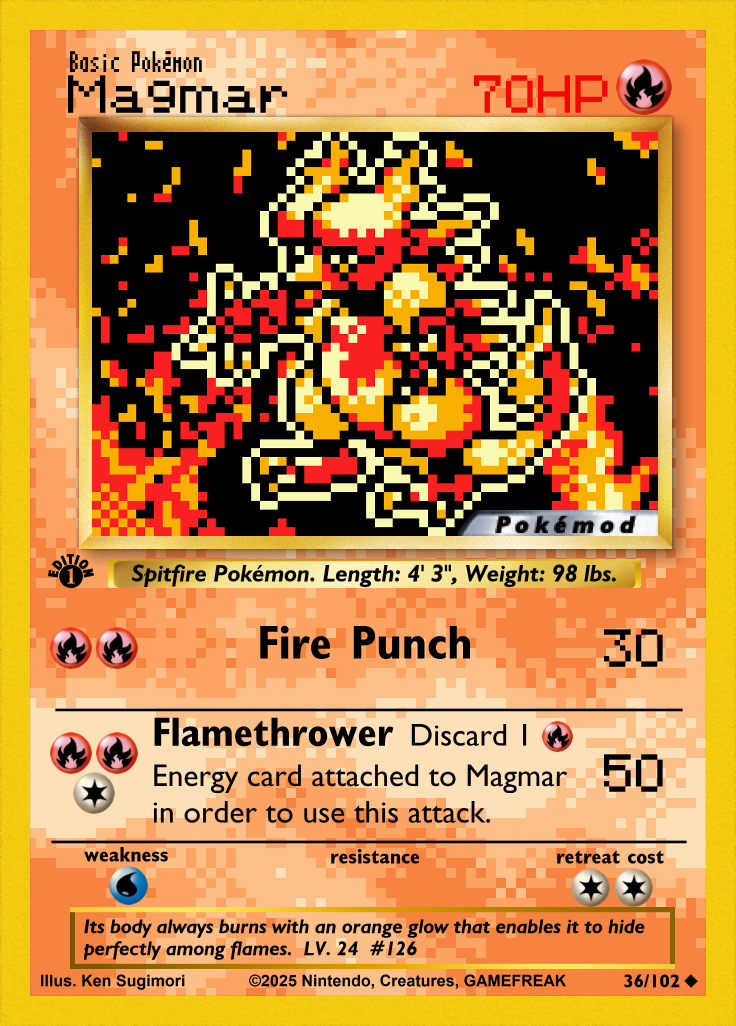 Basic Pokémon
Magmar 70HP
Pokémod
EDITION 1
Spitfire Pokémon. Length: 4' 3", Weight: 98 lbs.
Fire Punch 30
Flamethrower Discard 1
Energy card attached to Magmar
in order to use this attack.
50
weakness resistance retreat cost
Its body always burns with an orange glow that enables it to hide
perfectly among flames. LV. 24 #126
Illus. Ken Sugimori ©2025 Nintendo, Creatures, GAMEFREAK 36/102